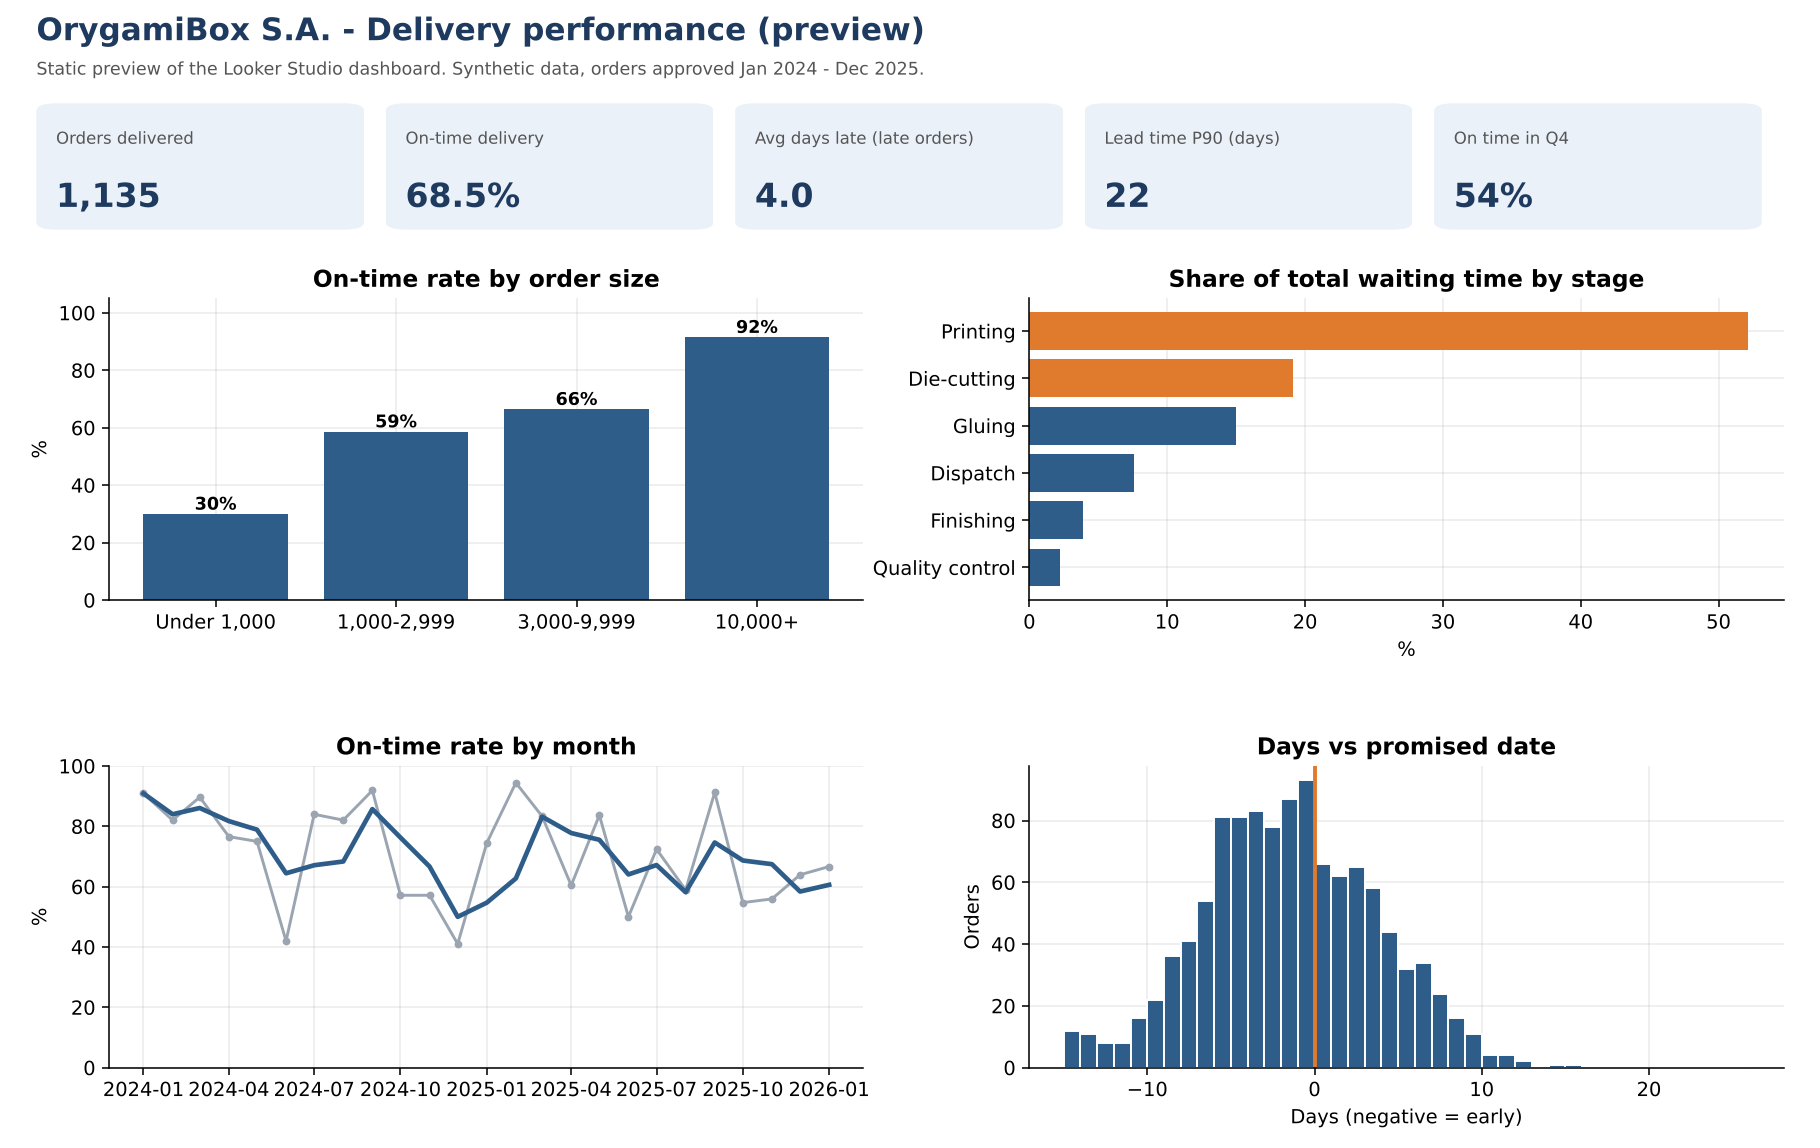 OrygamiBox S.A. - Delivery performance (preview)
Static preview of the Looker Studio dashboard. Synthetic data, orders approved Jan 2024 - Dec 2025.
Orders delivered
1,135
On-time delivery
68.5%
Avg days late (late orders)
4.0
Lead time P90 (days)
22
On time in Q4
54%
On-time rate by order size
%
100
80
60
40
20
0
30%
59%
66%
92%
Under 1,000
1,000-2,999
3,000-9,999
10,000+
Share of total waiting time by stage
Printing
Die-cutting
Gluing
Dispatch
Finishing
Quality control
0
10
20
30
40
50
%
On-time rate by month
%
100
80
60
40
20
0
2024-01
2024-04
2024-07
2024-10
2025-01
2025-04
2025-07
2025-10
2026-01
Days vs promised date
Orders
80
60
40
20
0
−10
0
10
20
Days (negative = early)